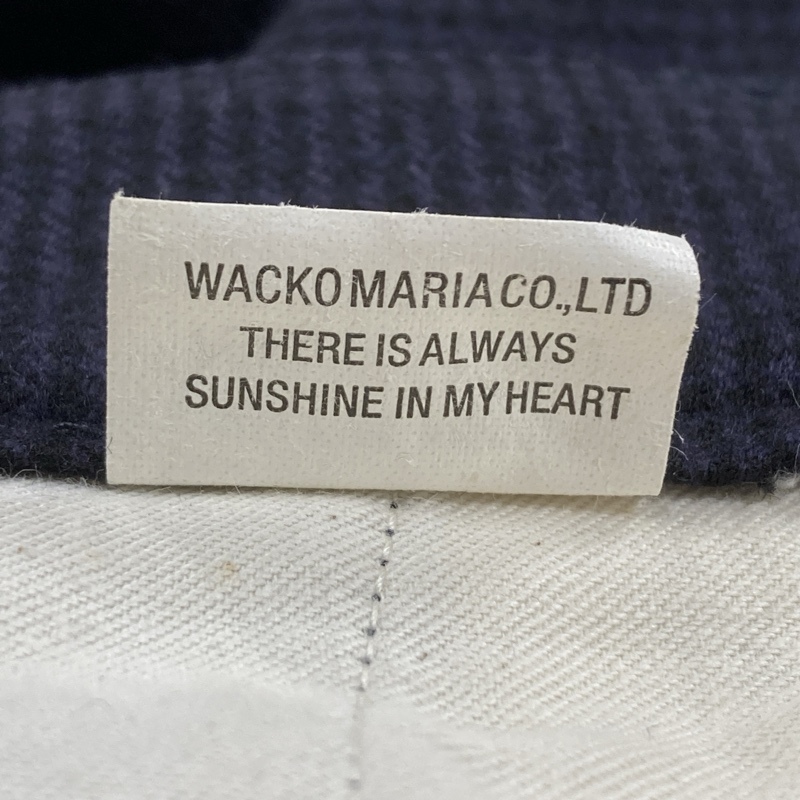 WACKO MARIA CO.,LTD
THERE IS ALWAYS
SUNSHINE IN MY HEART